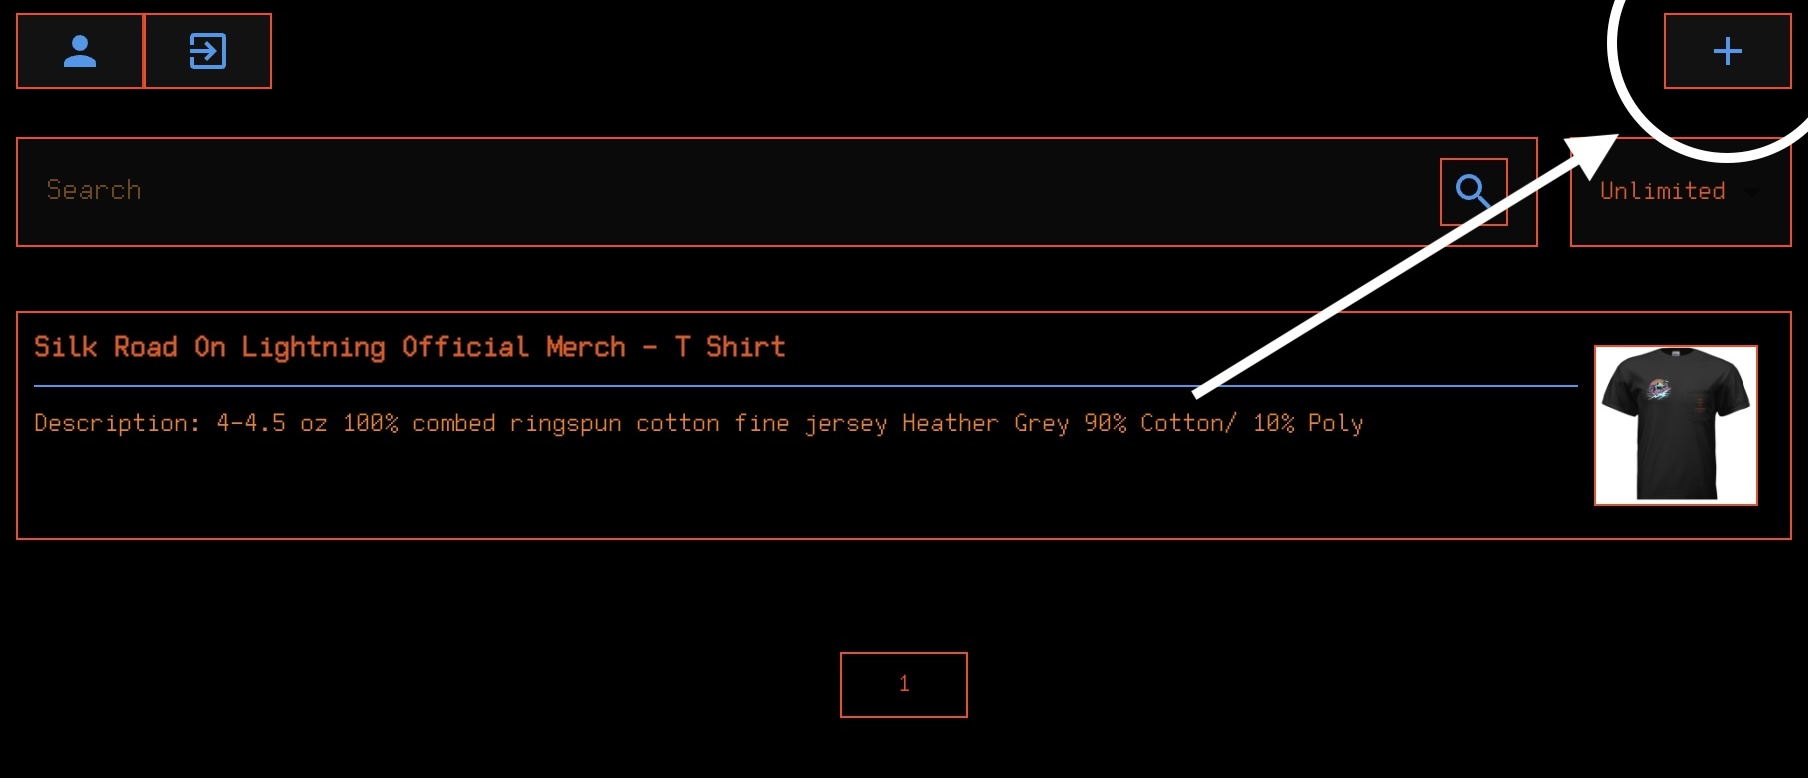 Search
Unlimited
Silk Road On Lightning Official Merch - T Shirt
Description: 4-4.5 oz 100% combed ringspun cotton fine jersey Heather Grey 90% Cotton/ 10% Poly
1